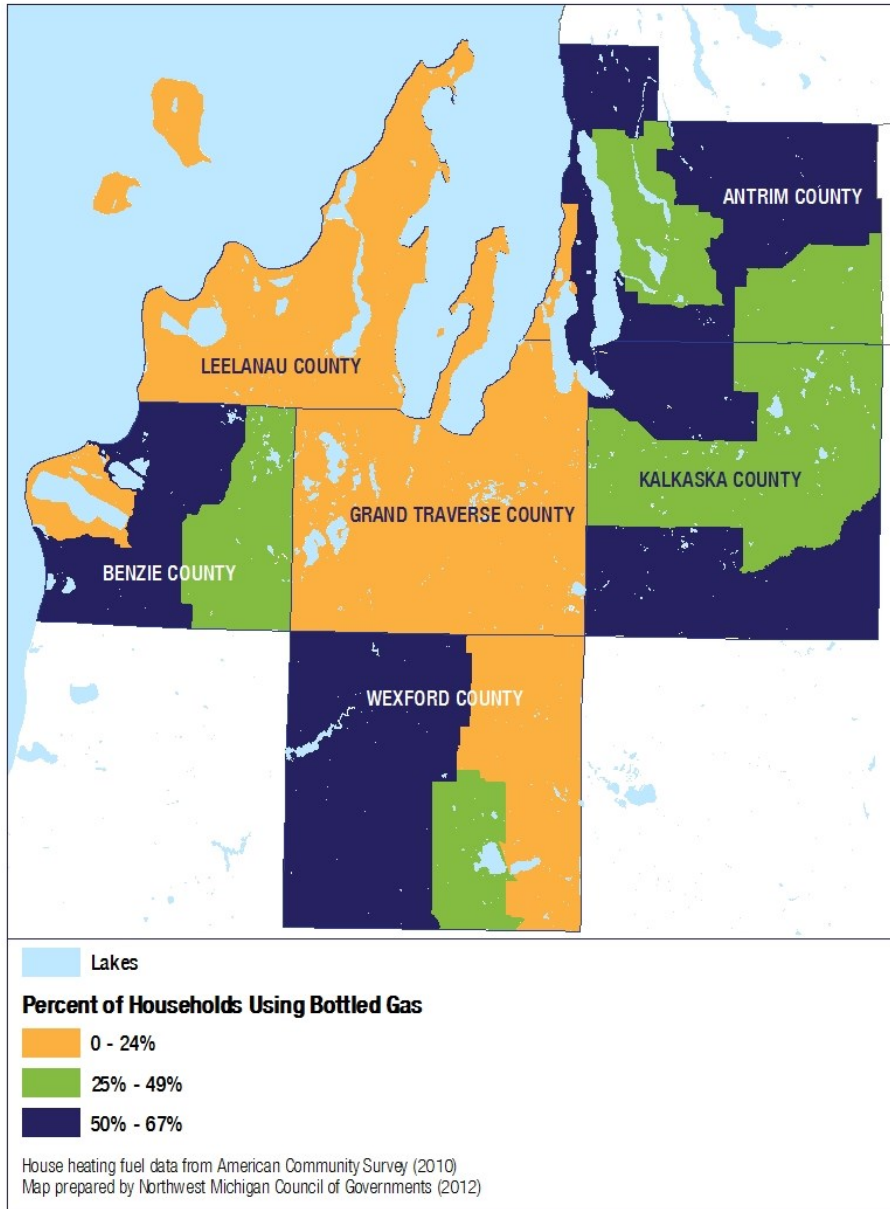 ANTRIM COUNTY
LEELANAU COUNTY
KALKASKA COUNTY
GRAND TRAVERSE COUNTY
BENZIE COUNTY
WEXFORD COUNTY
Lakes
Percent of Households Using Bottled Gas
0 - 24%
25% - 49%
50% - 67%
House heating fuel data from American Community Survey (2010)
Map prepared by Northwest Michigan Council of Governments (2012)